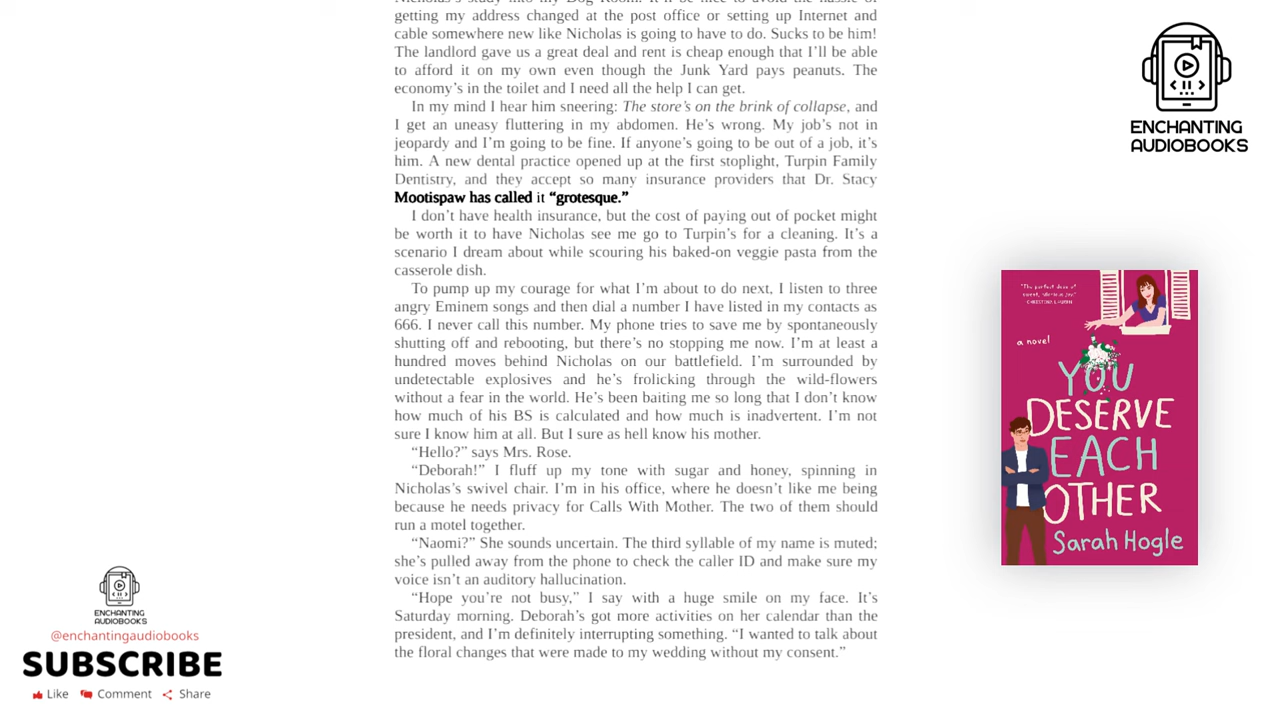 getting my address changed at the post office or setting up Internet and
cable somewhere new like Nicholas is going to have to do. Sucks to be him!
The landlord gave us a great deal and rent is cheap enough that I’ll be able
to afford it on my own even though the Junk Yard pays peanuts. The
economy’s in the toilet and I need all the help I can get.
In my mind I hear him sneering: The store’s on the brink of collapse, and
I get an uneasy fluttering in my abdomen. He’s wrong. My job’s not in
jeopardy and I’m going to be fine. If anyone’s going to be out of a job, it’s
him. A new dental practice opened up at the first stoplight, Turpin Family
Dentistry, and they accept so many insurance providers that Dr. Stacy
Mootispaw has called it “grotesque.”
I don’t have health insurance, but the cost of paying out of pocket might
be worth it to have Nicholas see me go to Turpin’s for a cleaning. It’s a
scenario I dream about while scouring his baked-on veggie pasta from the
casserole dish.
To pump up my courage for what I’m about to do next, I listen to three
angry Eminem songs and then dial a number I have listed in my contacts as
666. I never call this number. My phone tries to save me by spontaneously
shutting off and rebooting, but there’s no stopping me now. I’m at least a
hundred moves behind Nicholas on our battlefield. I’m surrounded by
undetectable explosives and he’s frolicking through the wild-flowers
without a fear in the world. He’s been baiting me so long that I don’t know
how much of his BS is calculated and how much is inadvertent. I’m not
sure I know him at all. But I sure as hell know his mother.
“Hello?” says Mrs. Rose.
“Deborah!” I fluff up my tone with sugar and honey, spinning in
Nicholas’s swivel chair. I’m in his office, where he doesn’t like me being
because he needs privacy for Calls With Mother. The two of them should
run a motel together.
“Naomi?” She sounds uncertain. The third syllable of my name is muted;
she’s pulled away from the phone to check the caller ID and make sure my
voice isn’t an auditory hallucination.
“Hope you’re not busy,” I say with a huge smile on my face. It’s
Saturday morning. Deborah’s got more activities on her calendar than the
president, and I’m definitely interrupting something. “I wanted to talk about
the floral changes that were made to my wedding without my consent.”
ENCHANTING
AUDIOBOOKS
a novel
YOU
DESERVE
EACH
OTHER
Sarah Hogle
ENCHANTING
AUDIOBOOKS
@enchantingaudiobooks
SUBSCRIBE
Like Comment Share